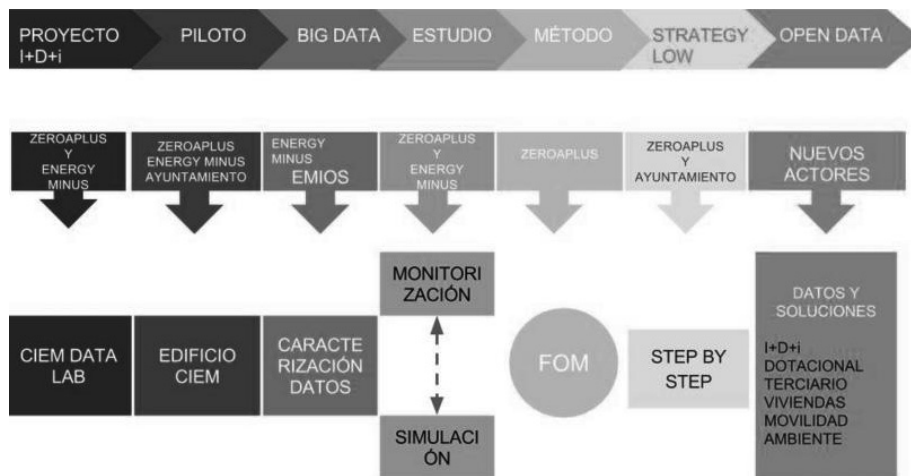 PROYECTO
I+D+i
PILOTO
BIG DATA
ESTUDIO
MÉTODO
STRATEGY
LOW
OPEN DATA
ZEROAPLUS
Y
ENERGY
MINUS
ZEROAPLUS
ENERGY MINUS
AYUNTAMIENTO
ENERGY
MINUS
EMIOS
ZEROAPLUS
Y
ENERGY
MINUS
ZEROAPLUS
ZEROAPLUS
Y
AYUNTAMIENTO
NUEVOS
ACTORES
CIEM DATA
LAB
EDIFICIO
CIEM
CARACTE
RIZACIÓN
DATOS
MONITORI
ZACIÓN
SIMULACI
ÓN
FOM
STEP BY
STEP
DATOS Y
SOLUCIONES
I+D+i
DOTACIONAL
TERCIARIO
VIVIENDAS
MOVILIDAD
AMBIENTE